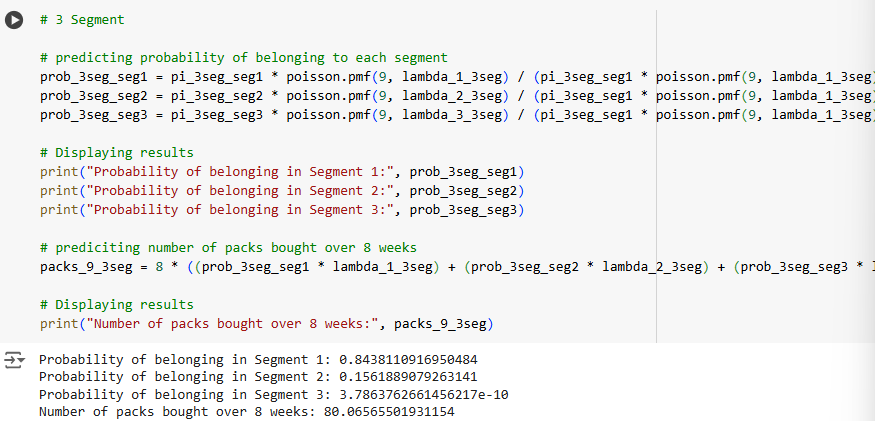 # 3 Segment
# predicting probability of belonging to each segment
prob_3seg_seg1 = pi_3seg_seg1 * poisson.pmf(9, lambda_1_3seg) / (pi_3seg_seg1 * poisson.pmf(9, lambda_1_3seg)
prob_3seg_seg2 = pi_3seg_seg2 * poisson.pmf(9, lambda_2_3seg) / (pi_3seg_seg1 * poisson.pmf(9, lambda_1_3seg)
prob_3seg_seg3 = pi_3seg_seg3 * poisson.pmf(9, lambda_3_3seg) / (pi_3seg_seg1 * poisson.pmf(9, lambda_1_3seg)
# Displaying results
print("Probability of belonging in Segment 1:", prob_3seg_seg1)
print("Probability of belonging in Segment 2:", prob_3seg_seg2)
print("Probability of belonging in Segment 3:", prob_3seg_seg3)
# prediciting number of packs bought over 8 weeks
packs_9_3seg = 8 * ((prob_3seg_seg1 * lambda_1_3seg) + (prob_3seg_seg2 * lambda_2_3seg) + (prob_3seg_seg3 *
# Displaying results
print("Number of packs bought over 8 weeks:", packs_9_3seg)
Probability of belonging in Segment 1: 0.8438110916950484
Probability of belonging in Segment 2: 0.1561889079263141
Probability of belonging in Segment 3: 3.7863762661456217e-10
Number of packs bought over 8 weeks: 80.06565501931154